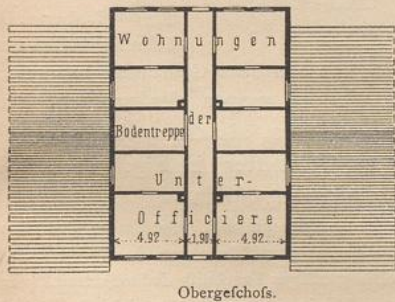 Wohnungen
der
Bodentreppe
Unter-
Officiere
4.92 1,90 4.92
Obergeſchoſs.